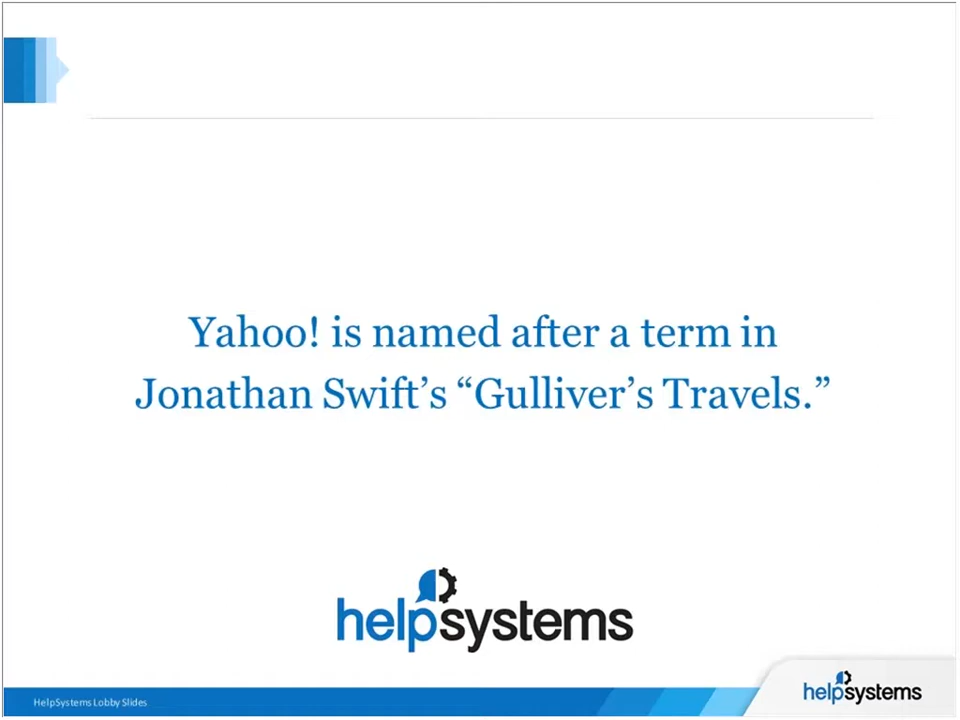 Yahoo! is named after a term in
Jonathan Swift’s “Gulliver’s Travels.”
helpsystems
HelpSystems Lobby Slides
helpsystems